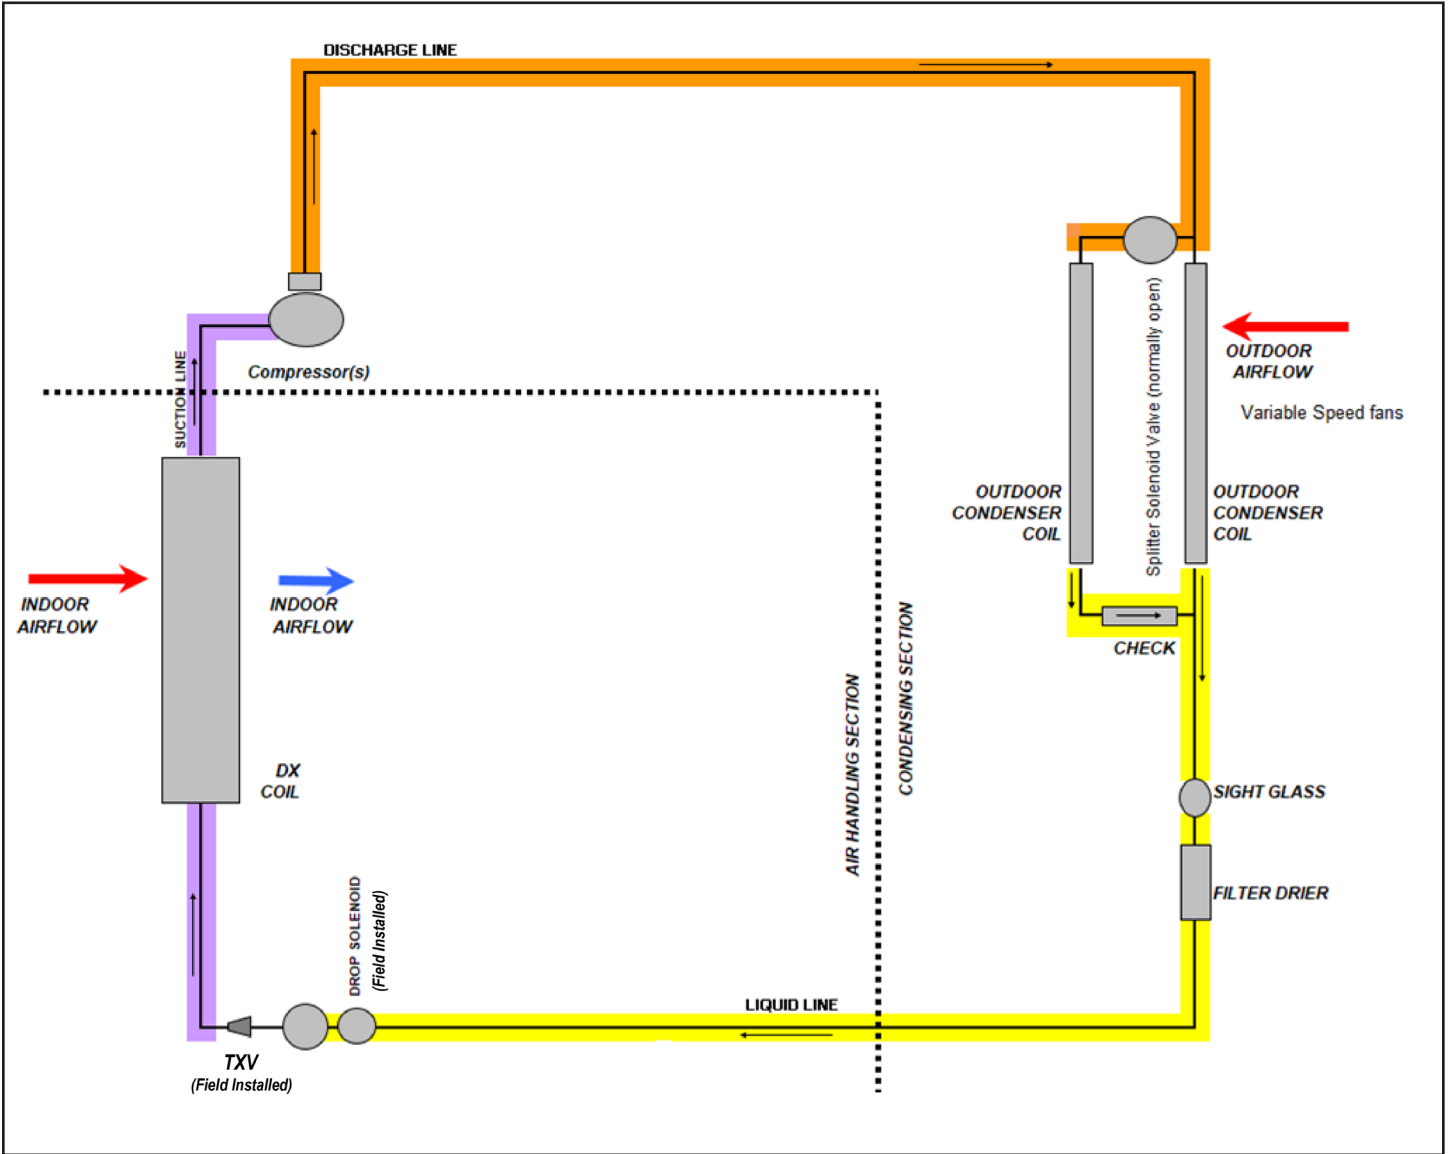 DISCHARGE LINE
SUCTION LINE
Compressor(s)
OUTDOOR
AIRFLOW
Variable Speed fans
Splitter Solenoid Valve (normally open)
OUTDOOR
CONDENSER
COIL
OUTDOOR
CONDENSER
COIL
INDOOR
AIRFLOW
INDOOR
AIRFLOW
CHECK
AIR HANDLING SECTION
CONDENSING SECTION
DX
COIL
SIGHT GLASS
FILTER DRIER
DROP SOLENOID
(Field Installed)
LIQUID LINE
TXV
(Field Installed)